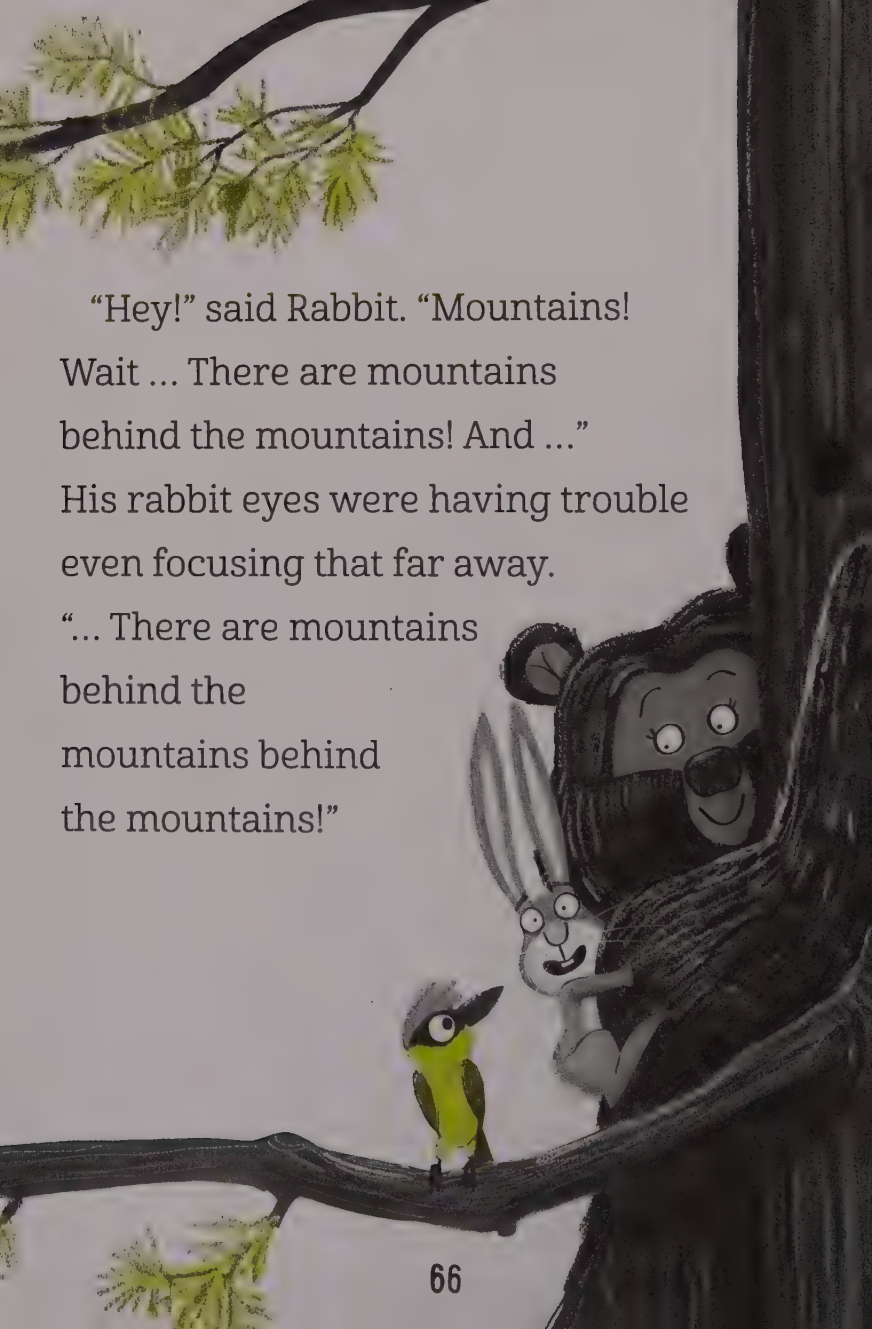 “Hey!” said Rabbit. “Mountains!
Wait ... There are mountains
behind the mountains! And ...”
His rabbit eyes were having trouble
even focusing that far away.
“... There are mountains
behind the
mountains behind
the mountains!”
66